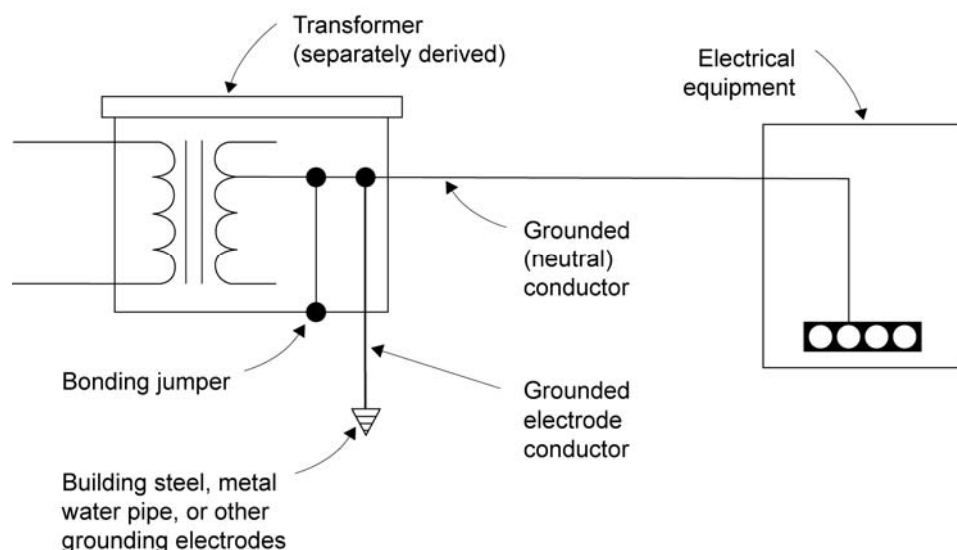 Transformer
(separately derived)
Electrical
equipment
Grounded
(neutral)
conductor
Bonding jumper
Grounded
electrode
conductor
Building steel, metal
water pipe, or other
grounding electrodes